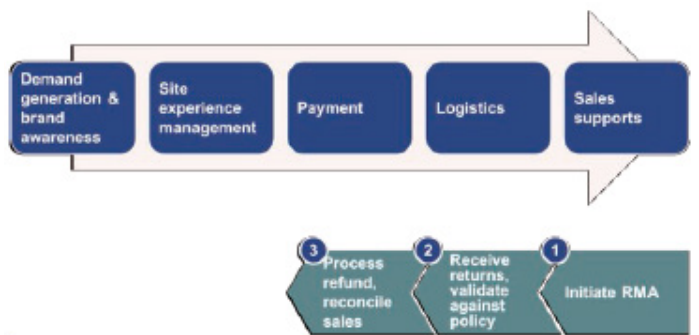 Demand
generation &
brand
awareness
Site
experience
management
Payment
Logistics
Sales
supports
3
Process
refund,
reconcile
sales
2
Receive
returns,
validate
against
policy
1
Initiate RMA